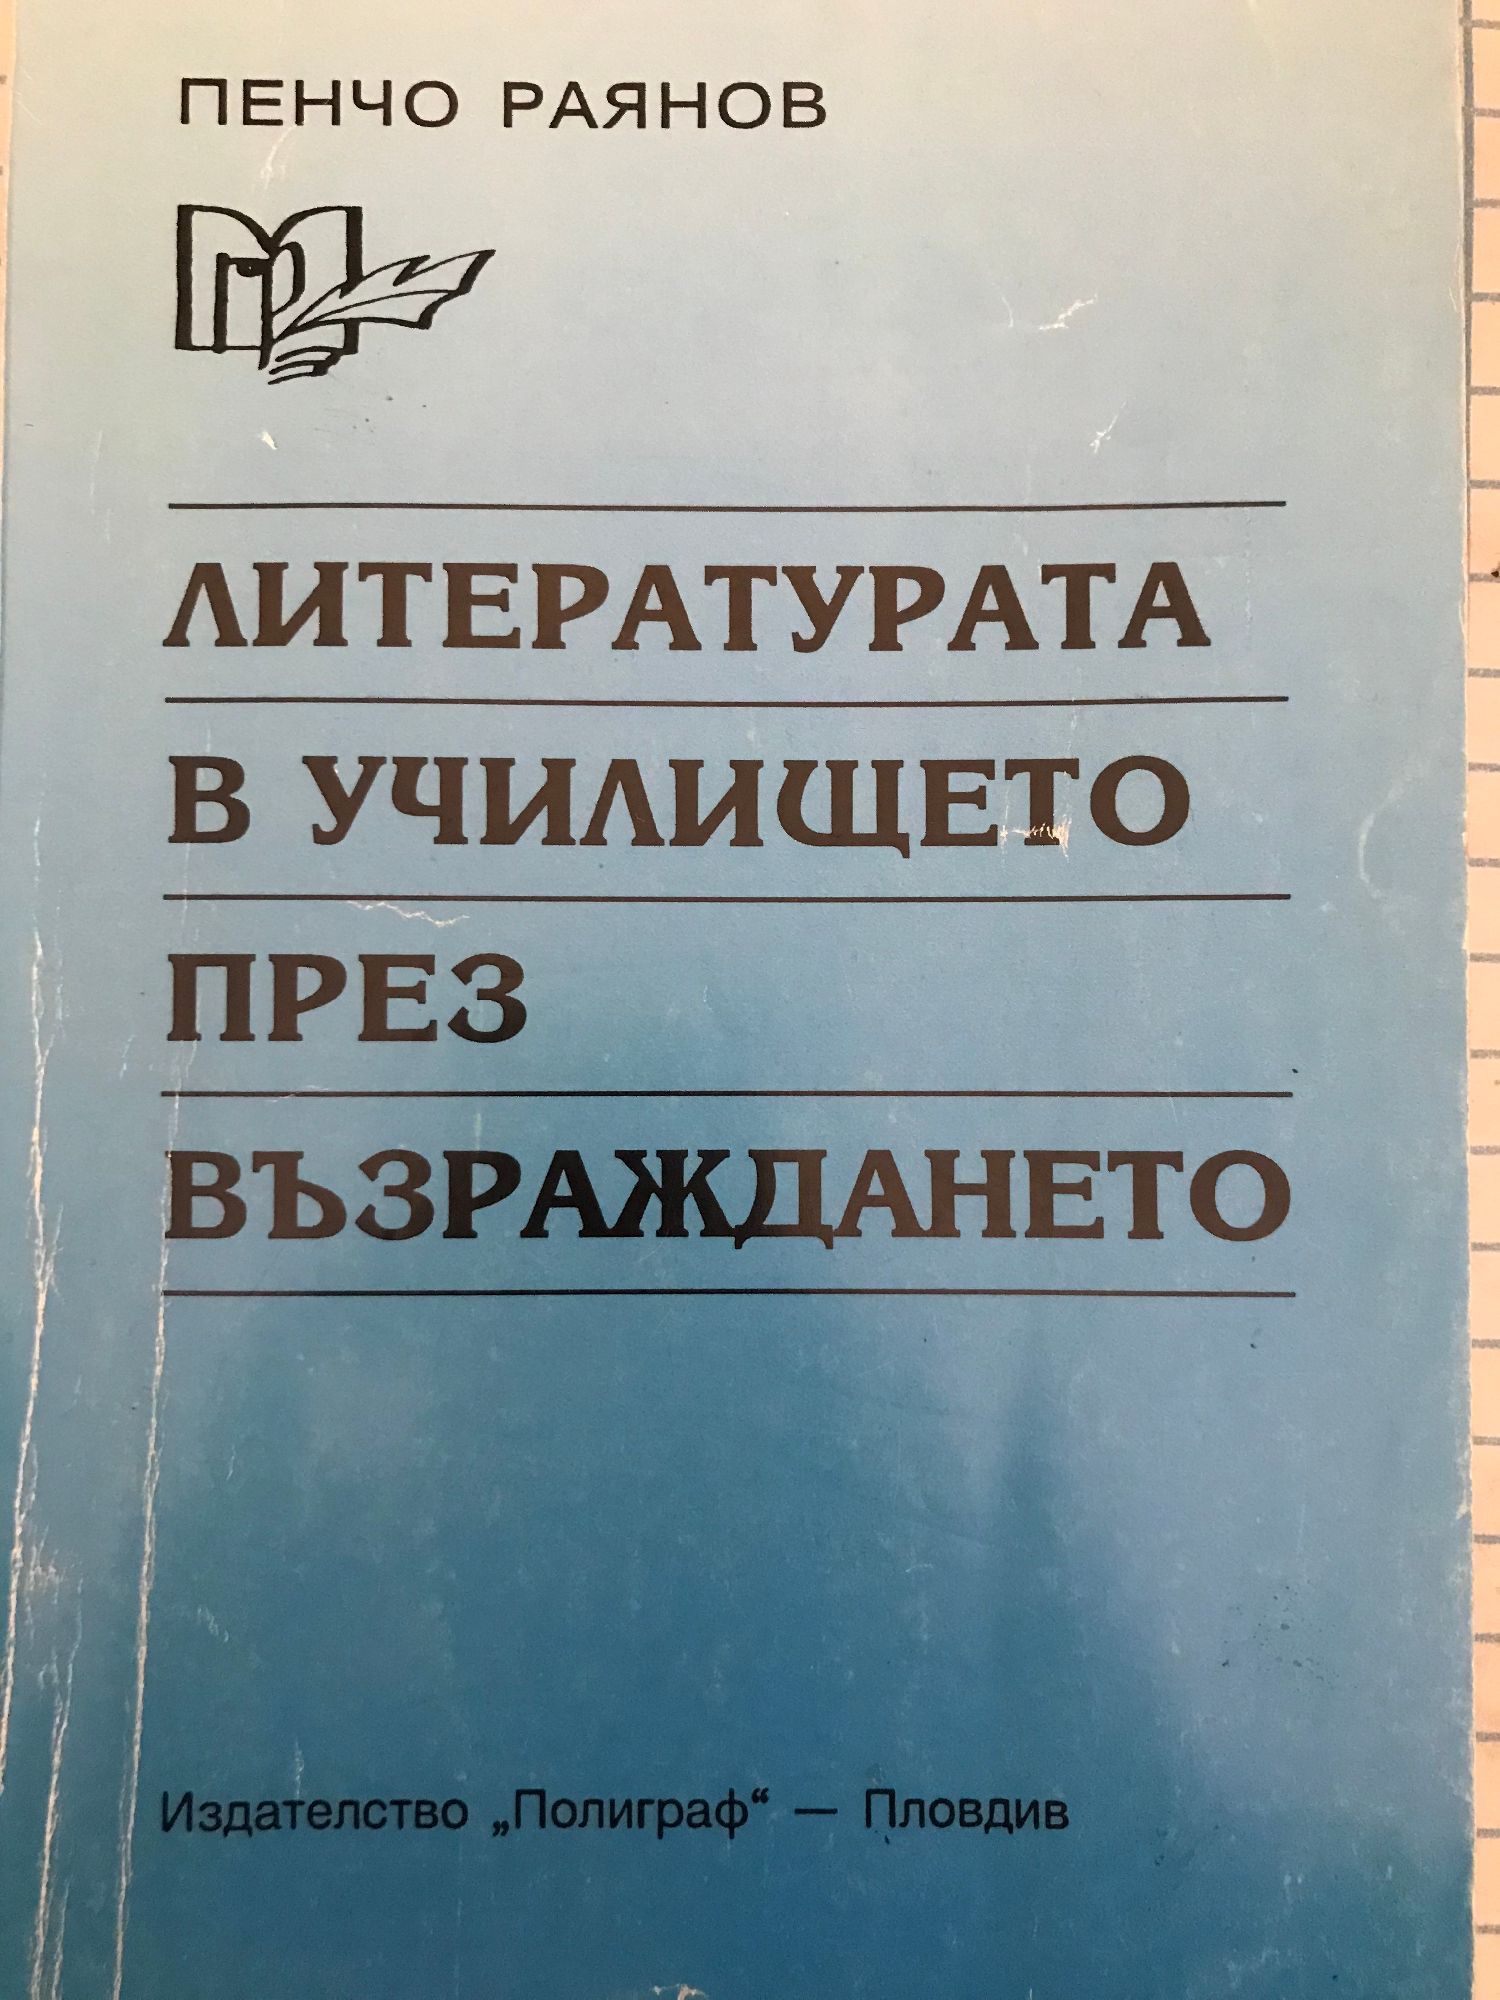 ПЕНЧО РАЯНОВ
ЛИТЕРАТУРАТА
В УЧИЛИЩЕТО
ПРЕЗ
ВЪЗРАЖДАНЕТО
Издателство „Полиграф“ — Пловдив